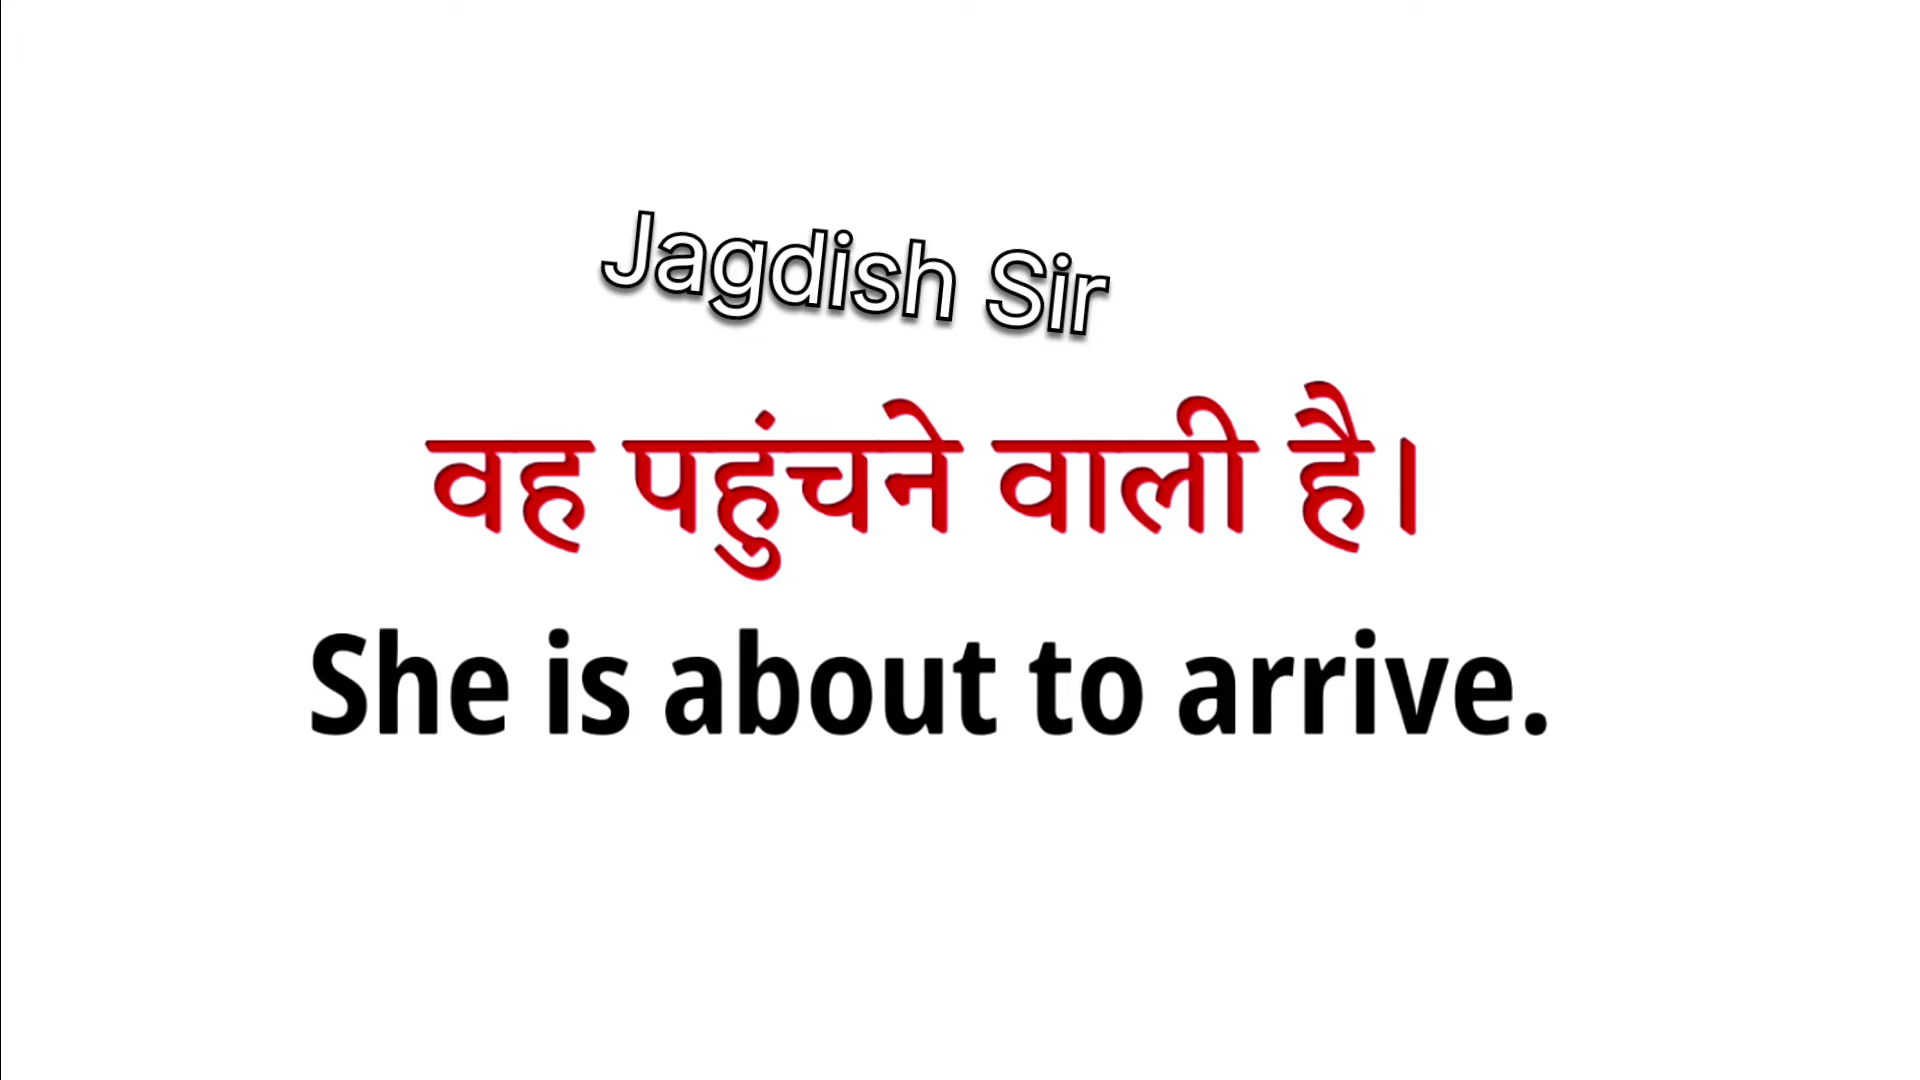 Jagdish Sir
वह पहुंचने वाली है।
She is about to arrive.